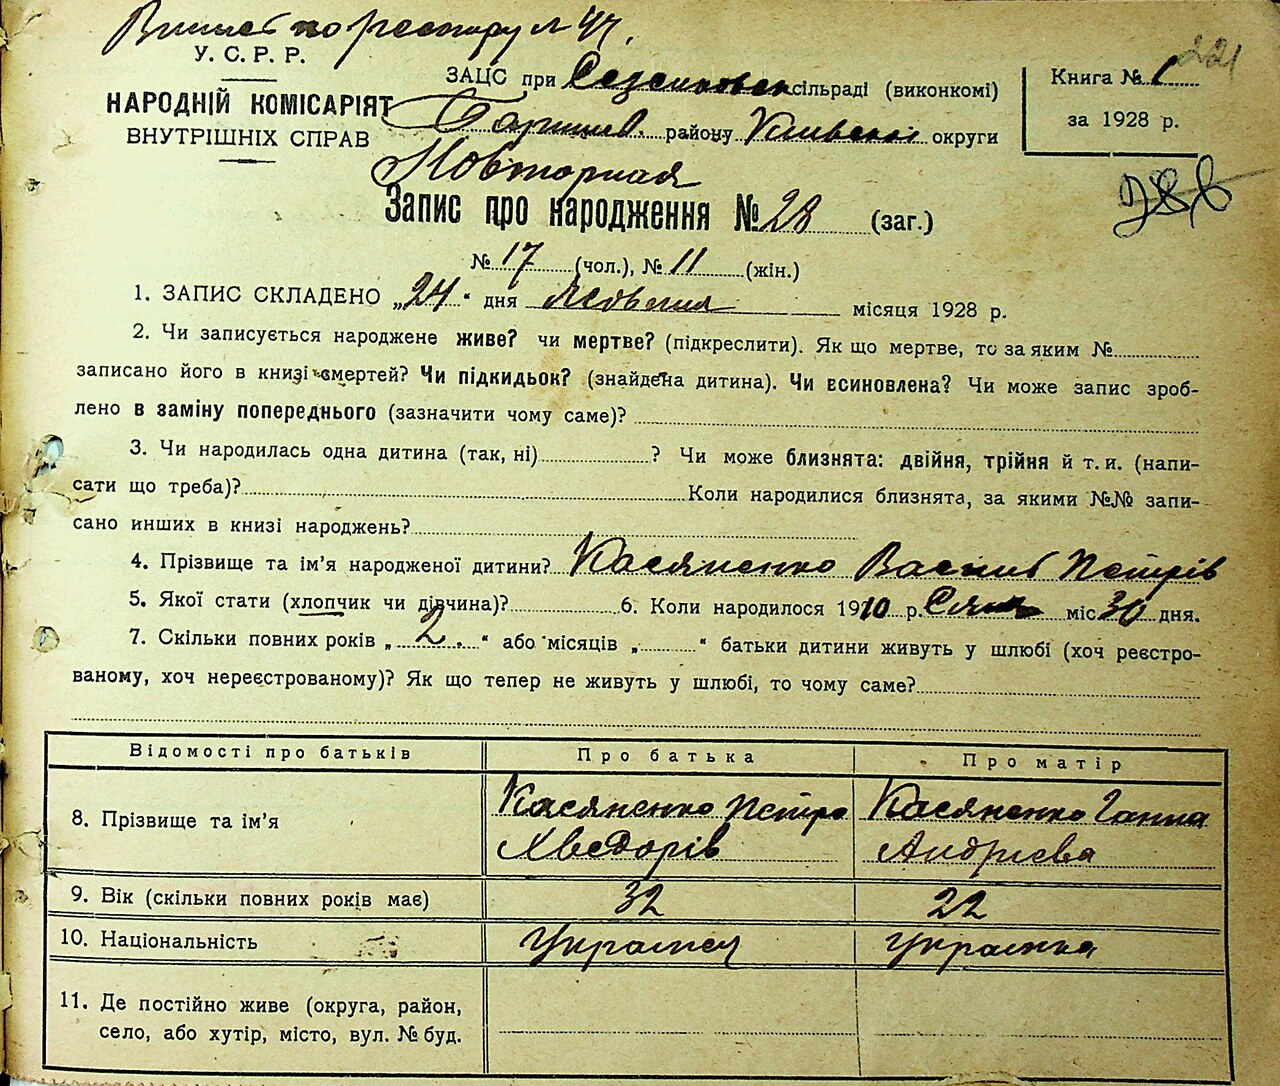 по реєстру № 44.
221
У. С. Р. Р.
НАРОДНІЙ КОМІСАРІЯТ
ВНУТРІШНІХ СПРАВ
ЗАЦС при сільраді (виконкомі)
Баришів. району Київської округи
Книга № 1
за 1928 р.
Повторная
Запис про народження № 28 (заг.)
№ 17 (чол.), № 11 (жін.)
1. ЗАПИС СКЛАДЕНО „24“ дня Жовтня місяця 1928 р.
2. Чи записується народжене живе? чи мертве? (підкреслити). Як що мертве, то за яким №
записано його в книзі смертей? Чи підкидьок? (знайдена дитина). Чи всиновлена? Чи може запис зроб-
лено в заміну попереднього (зазначити чому саме)?
3. Чи народилась одна дитина (так, ні) ? Чи може близнята: двійня, трійня й т. и. (напи-
сати що треба)? Коли народилися близнята, за якими №№ запи-
сано инших в книзі народжень?
4. Прізвище та ім’я народженої дитини? Касяненко Василь Петрів
5. Якої стати (хлопчик чи дівчина)? 6. Коли народилося 1910 р. Січня міс 30 дня.
7. Скільки повних років „ 2. “ або місяців „ “ батьки дитини живуть у шлюбі (хоч реєстро-
ваному, хоч нереєстрованому)? Як що тепер не живуть у шлюбі, то чому саме?
Відомості про батьків Про батька Про матір
8. Прізвище та ім’я Касяненко Петро Хведорів Касяненко Ганна Андрієва
9. Вік (скільки повних років має) 32 22
10. Національність Українец українка
11. Де постійно живе (округа, район,
село, або хутір, місто, вул. № буд.